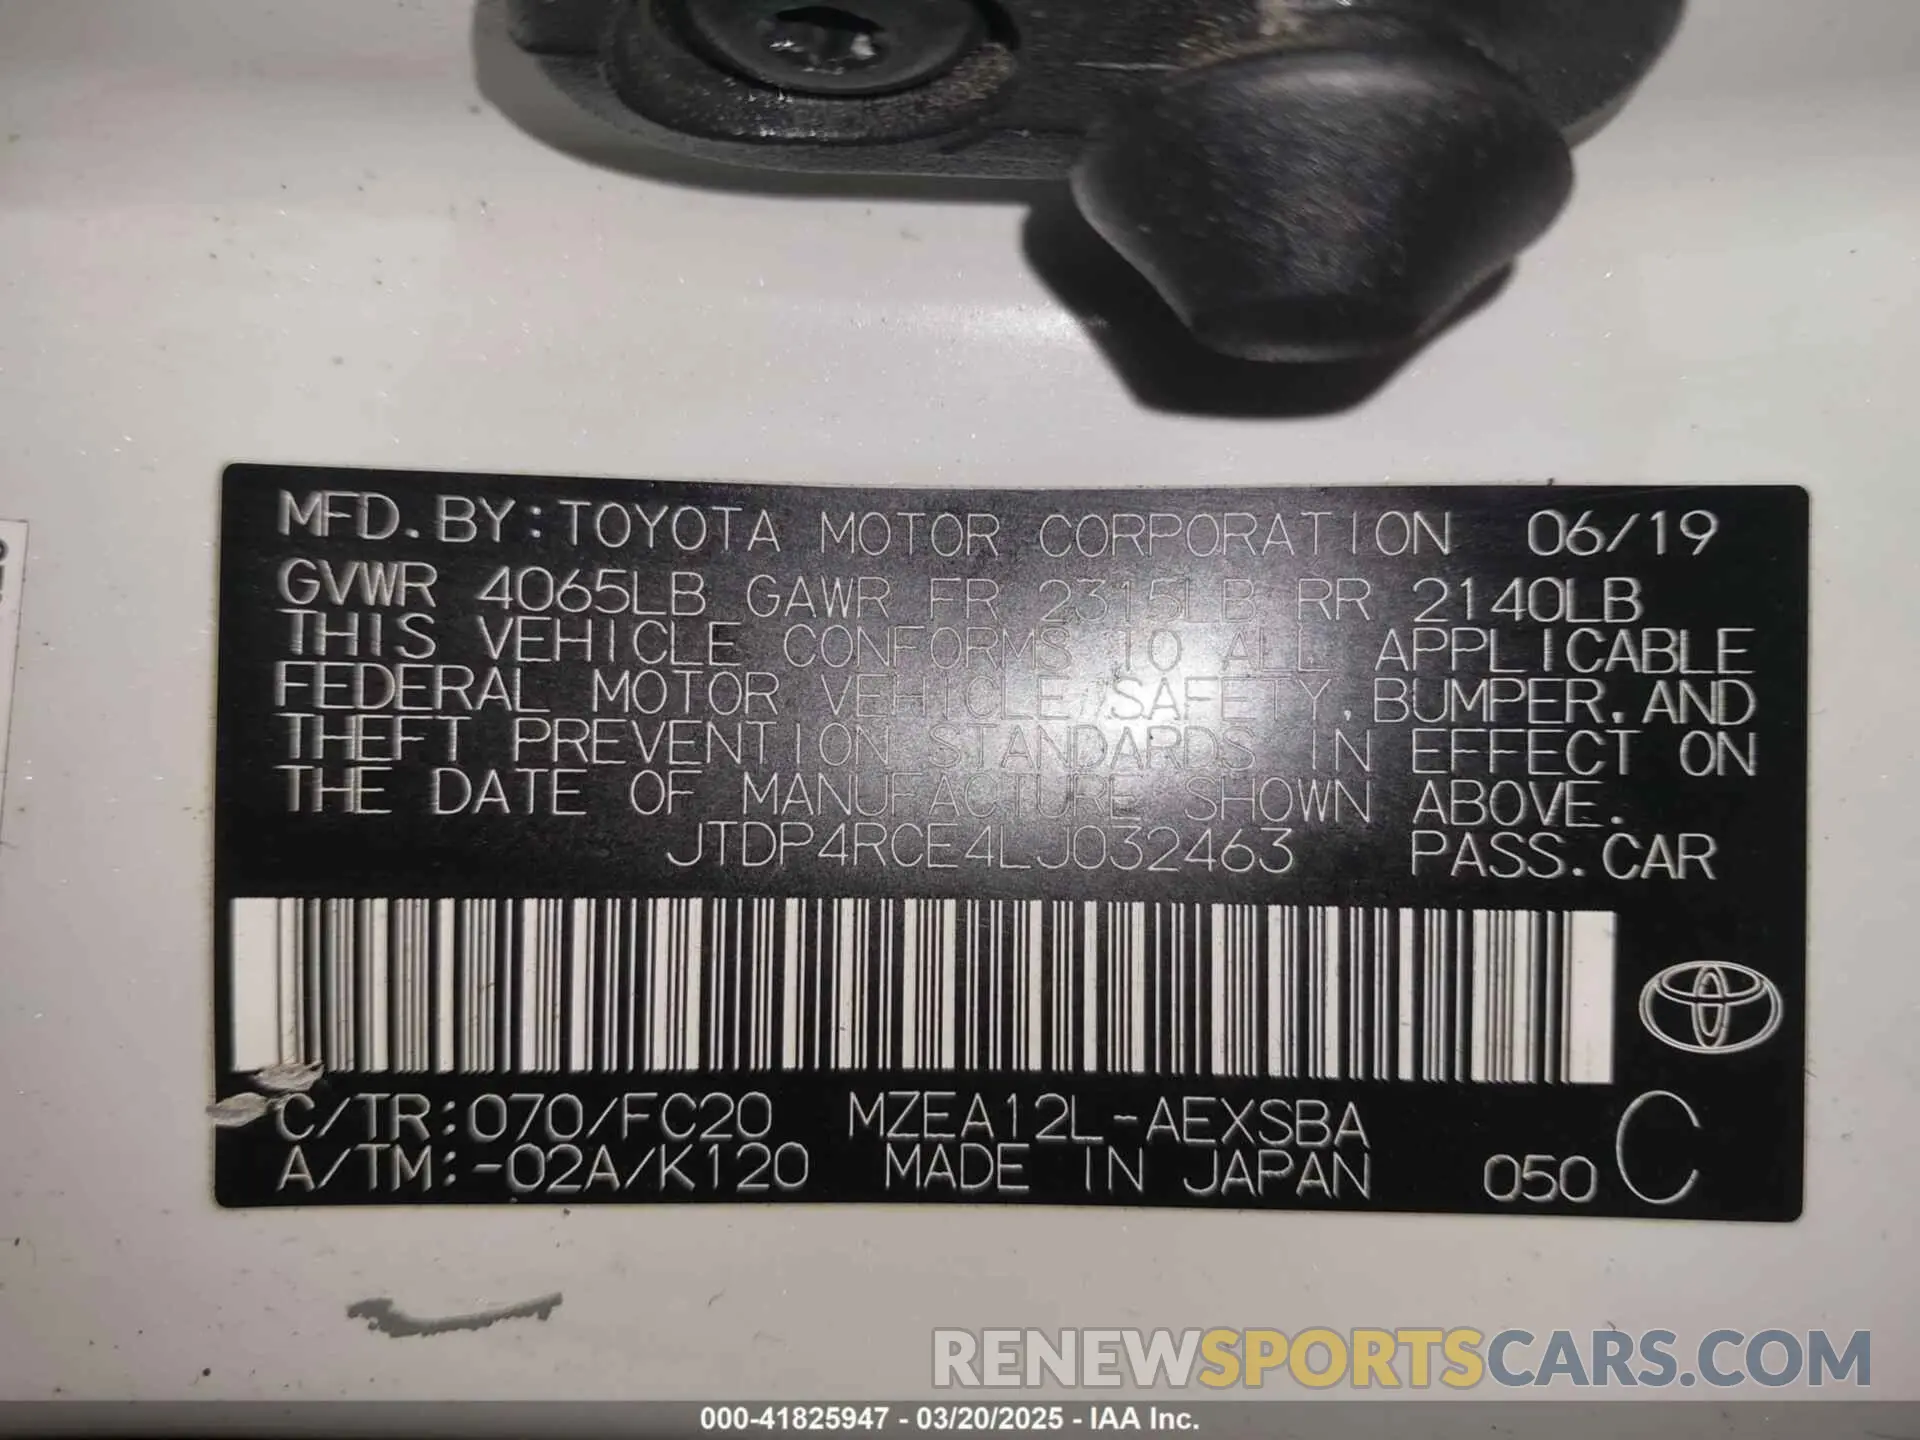 MFD. BY: TOYOTA MOTOR CORPORATION 06/19
GVWR 4065LB GAWR FR 2315LB RR 2140LB
THIS VEHICLE CONFORMS TO ALL APPLICABLE
FEDERAL MOTOR VEHICLE SAFETY, BUMPER, AND
THEFT PREVENTION STANDARDS IN EFFECT ON
THE DATE OF MANUFACTURE SHOWN ABOVE.
JTDP4RCE4LJ032463 PASS. CAR
C/TR: 070/FC20 MZEA12L-AEXSBA C
A/TM: -02A/K120 MADE IN JAPAN 050
RENEWSPORTSCARS.COM
000-41825947 - 03/20/2025 - IAA Inc.